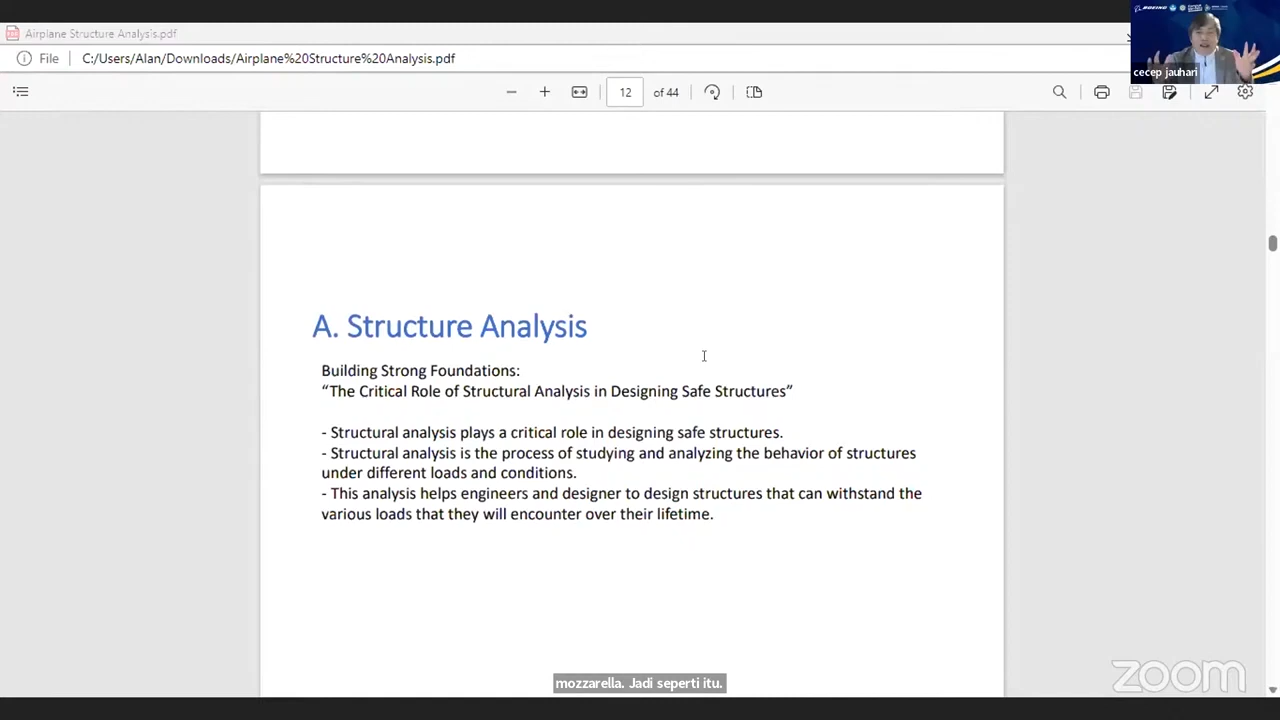 Airplane Structure Analysis.pdf
BOEING
File
C:/Users/Alan/Downloads/Airplane%20Structure%20Analysis.pdf
cecep jauhari
12 of 44
A. Structure Analysis
Building Strong Foundations:
“The Critical Role of Structural Analysis in Designing Safe Structures”
- Structural analysis plays a critical role in designing safe structures.
- Structural analysis is the process of studying and analyzing the behavior of structures
under different loads and conditions.
- This analysis helps engineers and designer to design structures that can withstand the
various loads that they will encounter over their lifetime.
zoom
mozzarella. Jadi seperti itu.